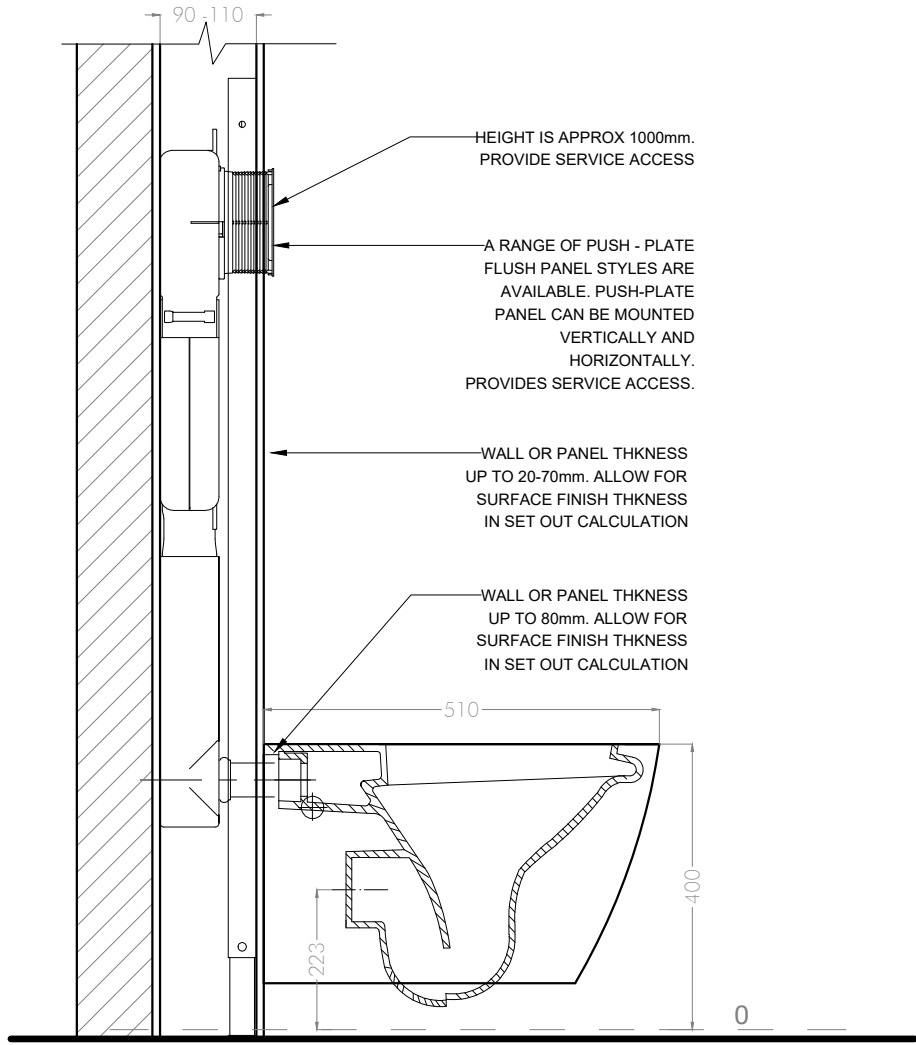 90 -110
HEIGHT IS APPROX 1000mm.
PROVIDE SERVICE ACCESS
A RANGE OF PUSH - PLATE
FLUSH PANEL STYLES ARE
AVAILABLE. PUSH-PLATE
PANEL CAN BE MOUNTED
VERTICALLY AND
HORIZONTALLY.
PROVIDES SERVICE ACCESS.
WALL OR PANEL THKNESS
UP TO 20-70mm. ALLOW FOR
SURFACE FINISH THKNESS
IN SET OUT CALCULATION
WALL OR PANEL THKNESS
UP TO 80mm. ALLOW FOR
SURFACE FINISH THKNESS
IN SET OUT CALCULATION
510
400
223
0